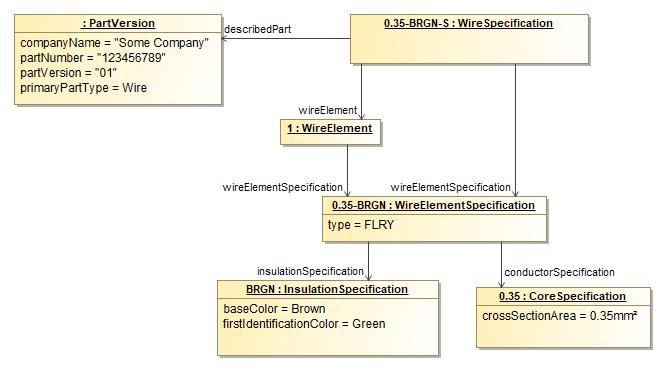 : PartVersion
companyName = "Some Company"
partNumber = "123456789"
partVersion = "01"
primaryPartType = Wire
describedPart
0.35-BRGN-S : WireSpecification
wireElement
1 : WireElement
wireElementSpecification
wireElementSpecification
0.35-BRGN : WireElementSpecification
type = FLRY
insulationSpecification
conductorSpecification
BRGN : InsulationSpecification
baseColor = Brown
firstIdentificationColor = Green
0.35 : CoreSpecification
crossSectionArea = 0.35mm²